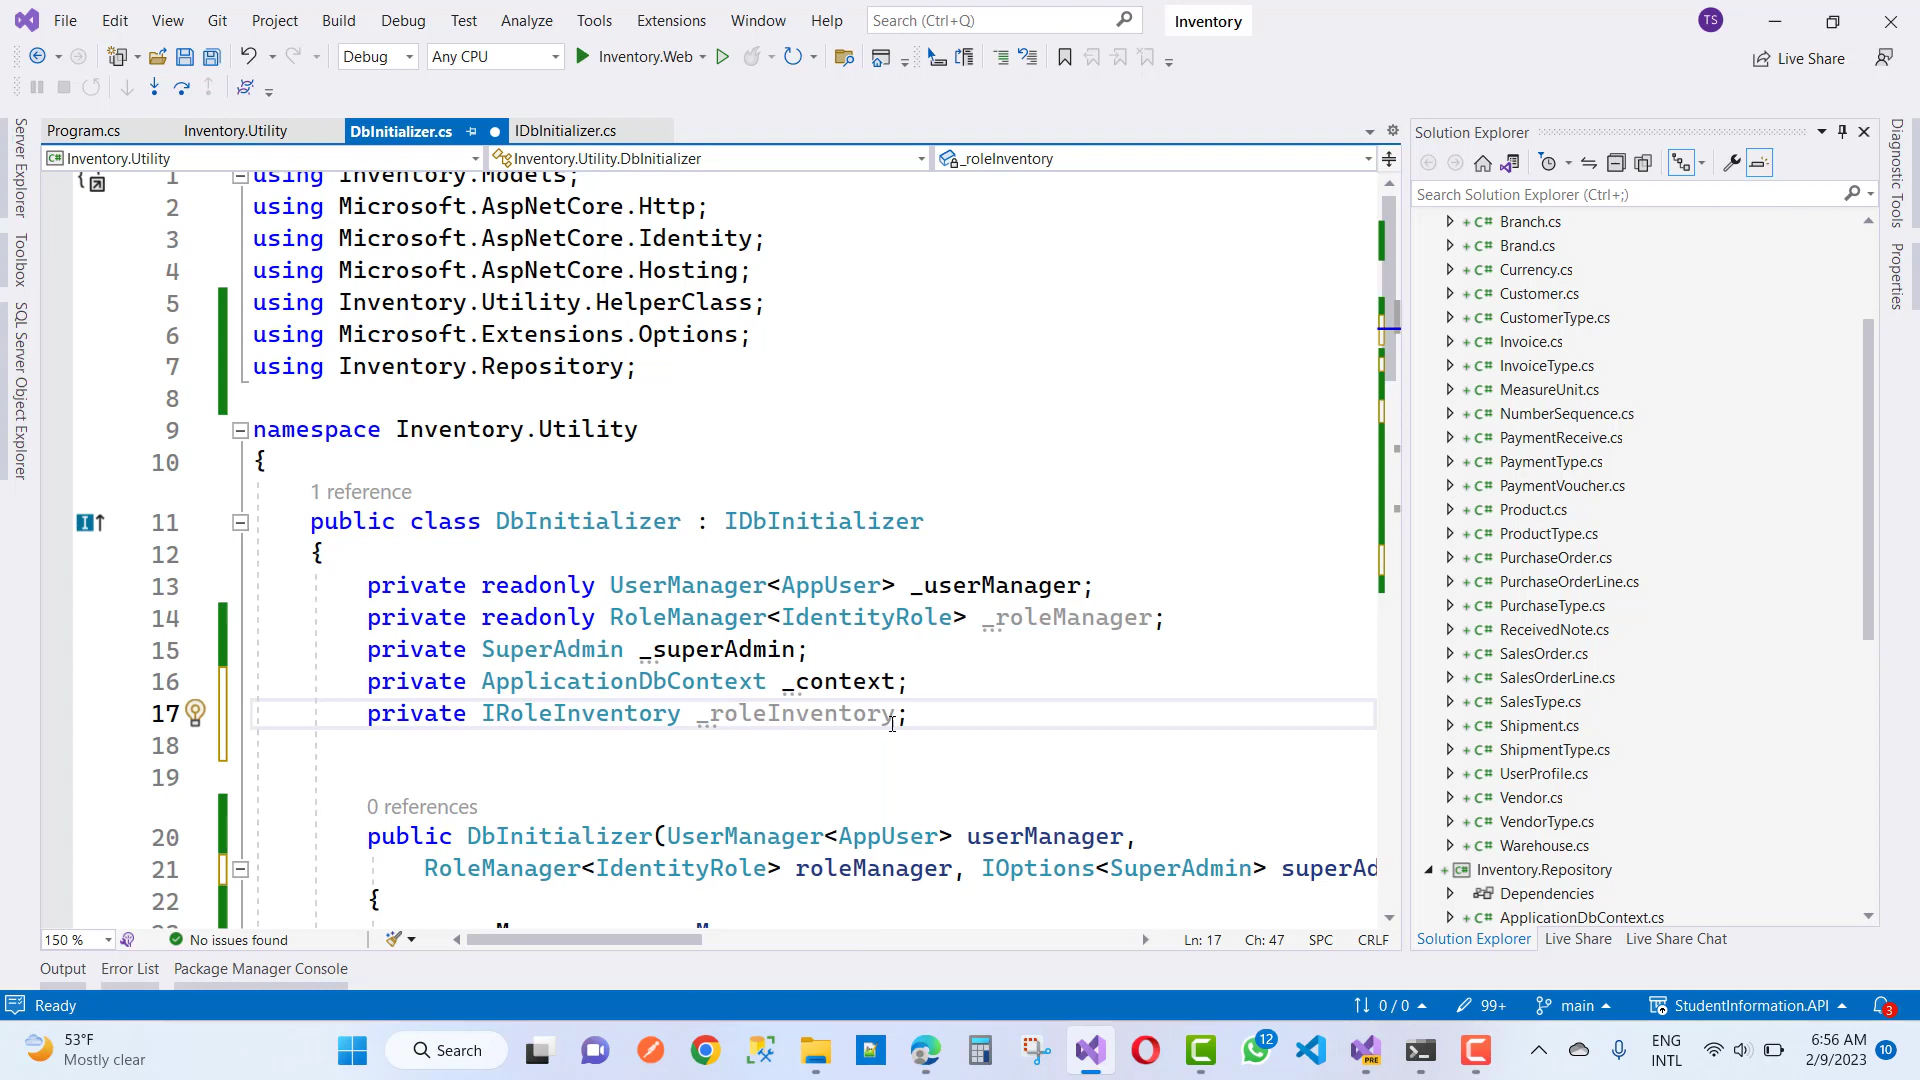 File Edit View Git Project Build Debug Test Analyze Tools Extensions Window Help Search (Ctrl+Q) Inventory TS
Debug Any CPU Inventory.Web Live Share
Program.cs Inventory.Utility DbInitializer.cs IDbInitializer.cs
Inventory.Utility Inventory.Utility.DbInitializer _roleInventory
1 using Inventory.Models;
2 using Microsoft.AspNetCore.Http;
3 using Microsoft.AspNetCore.Identity;
4 using Microsoft.AspNetCore.Hosting;
5 using Inventory.Utility.HelperClass;
6 using Microsoft.Extensions.Options;
7 using Inventory.Repository;
8
9 namespace Inventory.Utility
10 {
1 reference
11 public class DbInitializer : IDbInitializer
12 {
13 private readonly UserManager<AppUser> _userManager;
14 private readonly RoleManager<IdentityRole> _roleManager;
15 private SuperAdmin _superAdmin;
16 private ApplicationDbContext _context;
17 private IRoleInventory _roleInventory;
18
19
0 references
20 public DbInitializer(UserManager<AppUser> userManager,
21 RoleManager<IdentityRole> roleManager, IOptions<SuperAdmin> superAd
22 {
150 % No issues found Ln: 17 Ch: 47 SPC CRLF
Server Explorer
Toolbox
SQL Server Object Explorer
Solution Explorer
Search Solution Explorer (Ctrl+;)
Branch.cs
Brand.cs
Currency.cs
Customer.cs
CustomerType.cs
Invoice.cs
InvoiceType.cs
MeasureUnit.cs
NumberSequence.cs
PaymentReceive.cs
PaymentType.cs
PaymentVoucher.cs
Product.cs
ProductType.cs
PurchaseOrder.cs
PurchaseOrderLine.cs
PurchaseType.cs
ReceivedNote.cs
SalesOrder.cs
SalesOrderLine.cs
SalesType.cs
Shipment.cs
ShipmentType.cs
UserProfile.cs
Vendor.cs
VendorType.cs
Warehouse.cs
Inventory.Repository
Dependencies
ApplicationDbContext.cs
Solution Explorer Live Share Live Share Chat
Diagnostic Tools
Properties
Output Error List Package Manager Console
Ready 0 / 0 99+ main StudentInformation.API 3
53°F
Mostly clear
Search
12
PRE
ENG
INTL
6:56 AM
2/9/2023
10